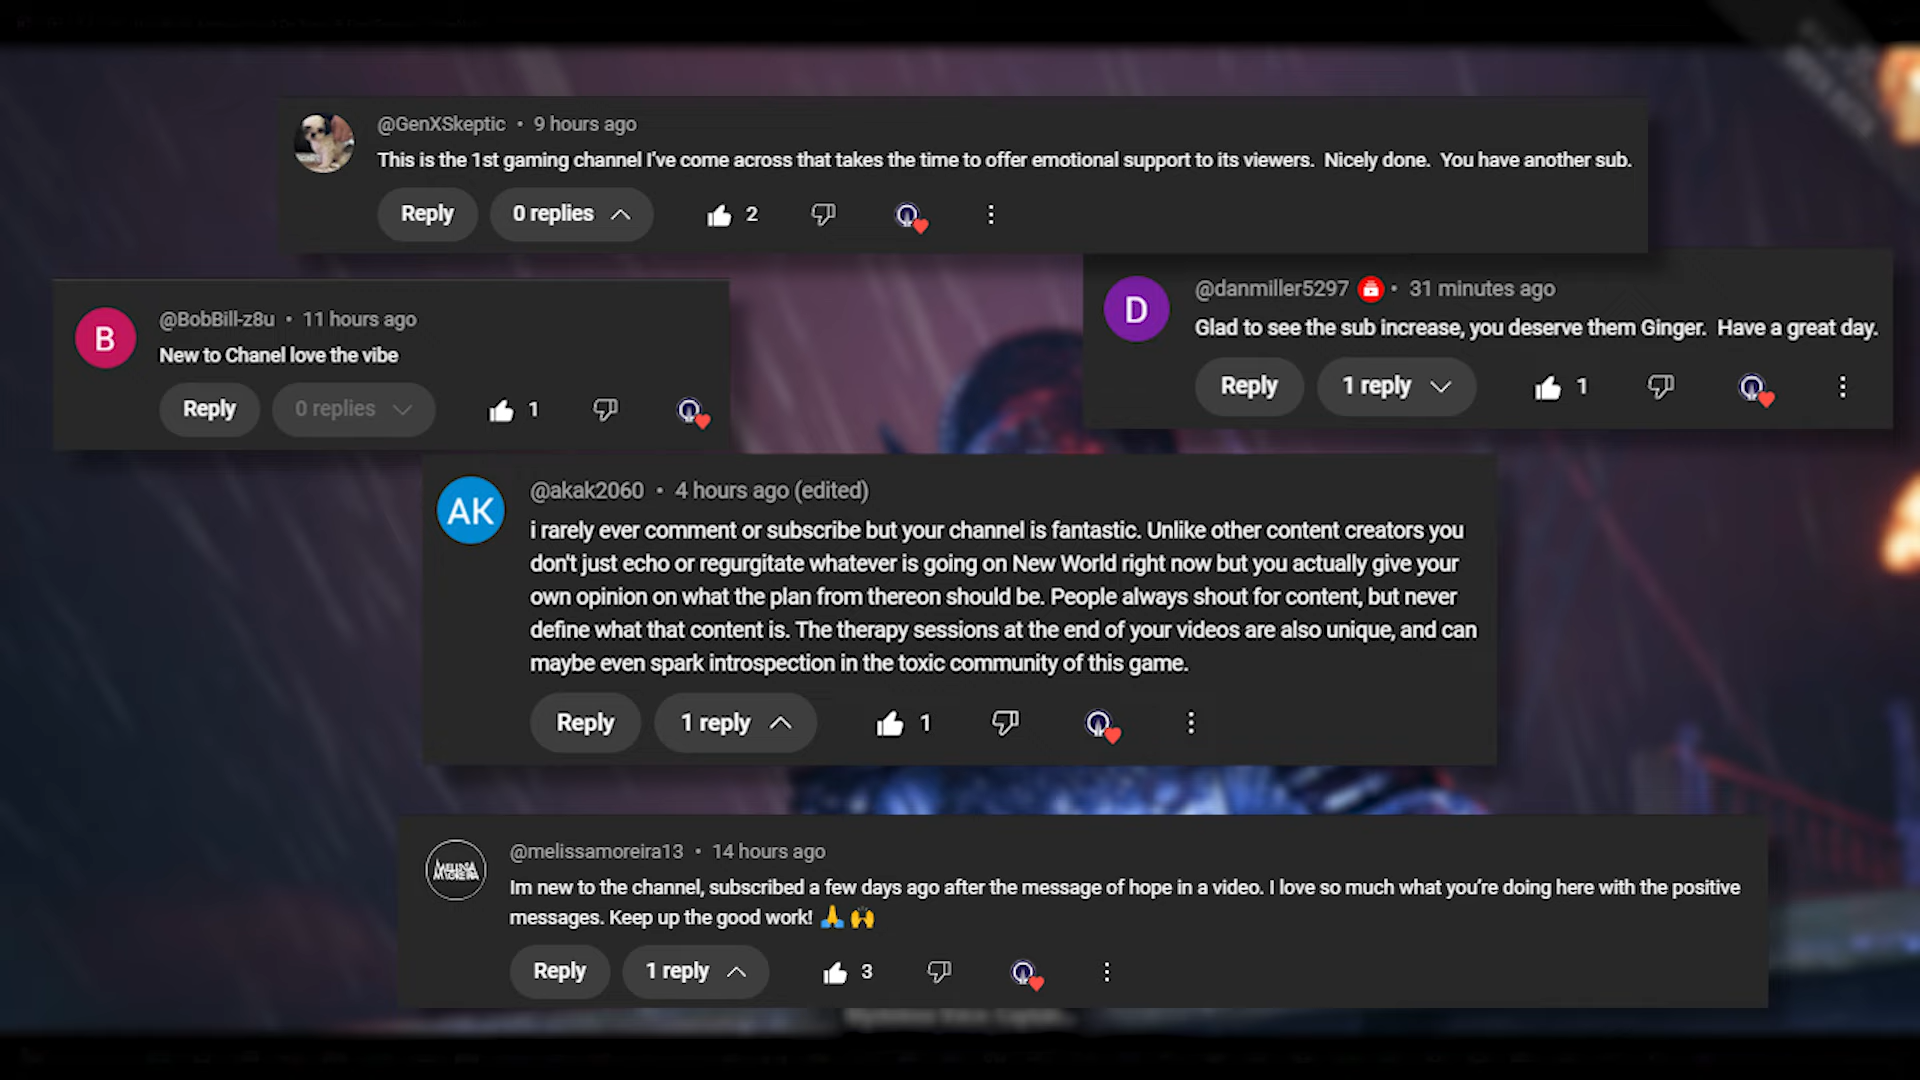 @GenXSkeptic • 9 hours ago
This is the 1st gaming channel I've come across that takes the time to offer emotional support to its viewers. Nicely done. You have another sub.
Reply 0 replies 2
@BobBill-z8u • 11 hours ago
B
New to Chanel love the vibe
Reply 0 replies 1
@danmiller5297 • 31 minutes ago
D
Glad to see the sub increase, you deserve them Ginger. Have a great day.
Reply 1 reply 1
@akak2060 • 4 hours ago (edited)
AK
i rarely ever comment or subscribe but your channel is fantastic. Unlike other content creators you
don't just echo or regurgitate whatever is going on New World right now but you actually give your
own opinion on what the plan from thereon should be. People always shout for content, but never
define what that content is. The therapy sessions at the end of your videos are also unique, and can
maybe even spark introspection in the toxic community of this game.
Reply 1 reply 1
@melissamoreira13 • 14 hours ago
MELISSA
MOREIRA
Im new to the channel, subscribed a few days ago after the message of hope in a video. I love so much what you're doing here with the positive
messages. Keep up the good work! 🙏 🙌
Reply 1 reply 3